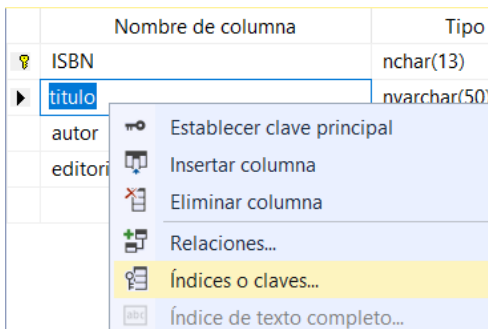 Nombre de columna Tipo
ISBN nchar(13)
titulo nvarchar(50)
autor
editori
Establecer clave principal
Insertar columna
Eliminar columna
Relaciones...
Índices o claves...
abc Índice de texto completo...